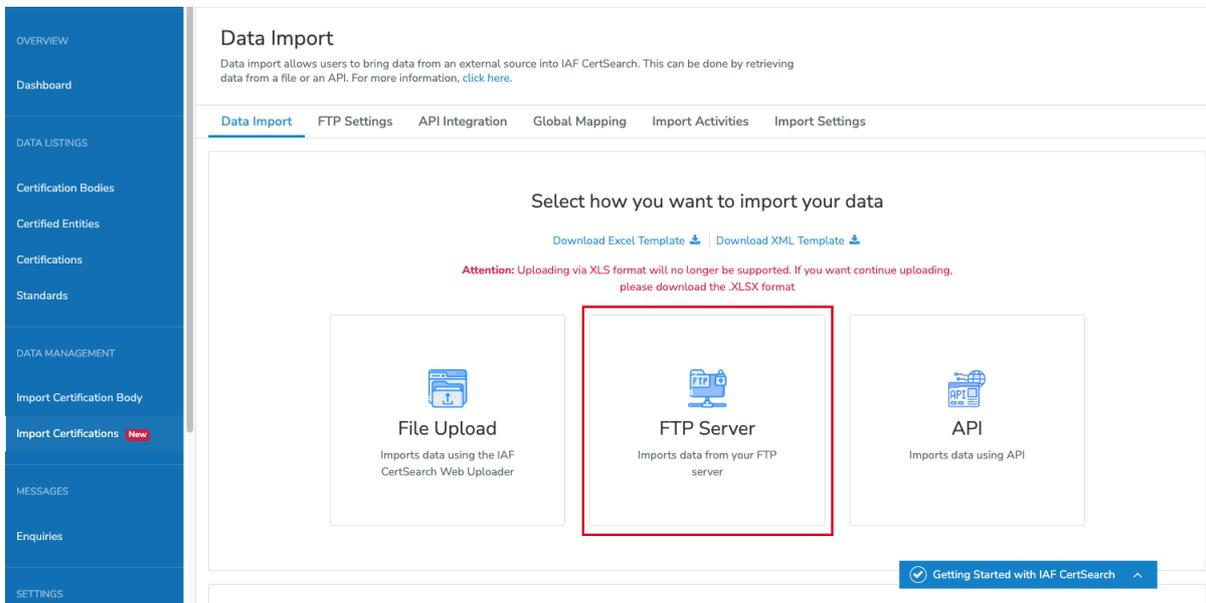 OVERVIEW
Dashboard
DATA LISTINGS
Certification Bodies
Certified Entities
Certifications
Standards
DATA MANAGEMENT
Import Certification Body
Import Certifications New
MESSAGES
Enquiries
SETTINGS
Data Import
Data import allows users to bring data from an external source into IAF CertSearch. This can be done by retrieving
data from a file or an API. For more information, click here.
Data Import FTP Settings API Integration Global Mapping Import Activities Import Settings
Select how you want to import your data
Download Excel Template Download XML Template
Attention: Uploading via XLS format will no longer be supported. If you want continue uploading,
please download the .XLSX format
File Upload
Imports data using the IAF
CertSearch Web Uploader
FTP
FTP Server
Imports data from your FTP
server
API
API
Imports data using API
Getting Started with IAF CertSearch